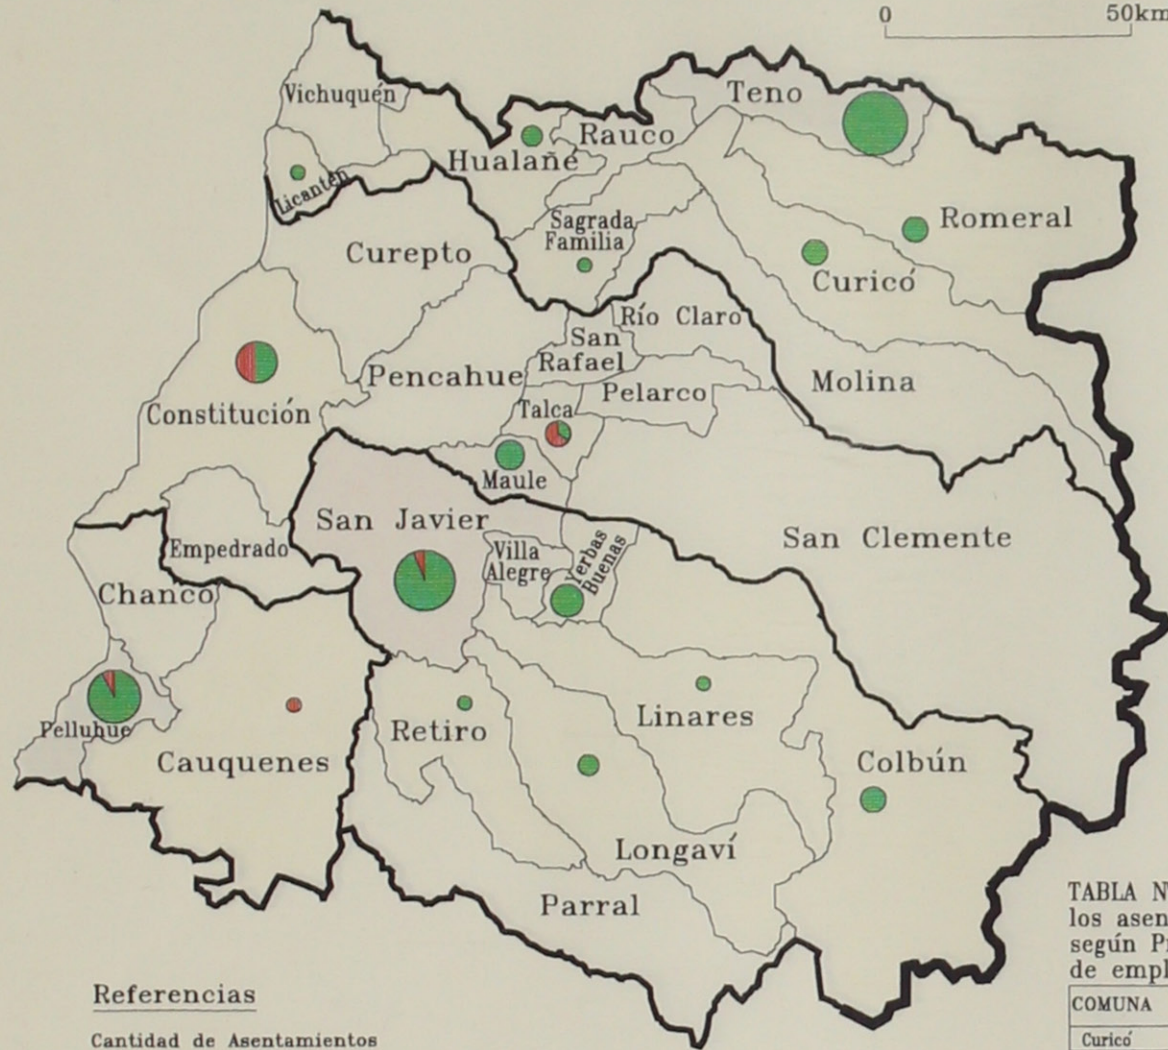 0 50km
Vichuquén
Teno
Rauco
Hualañé
Licantén
Sagrada
Familia
Romeral
Curepto
Curicó
Río Claro
San
Rafael
Pencahue
Molina
Pelarco
Constitución
Talca
Maule
San Javier
San Clemente
Villa
Alegre
Yerbas
Buenas
Empedrado
Chanco
Pelluhue
Retiro
Linares
Cauquenes
Colbún
Longaví
Parral
TABLA N
los asen
según Pr
de empl
COMUNA
Curicó
Referencias
Cantidad de Asentamientos